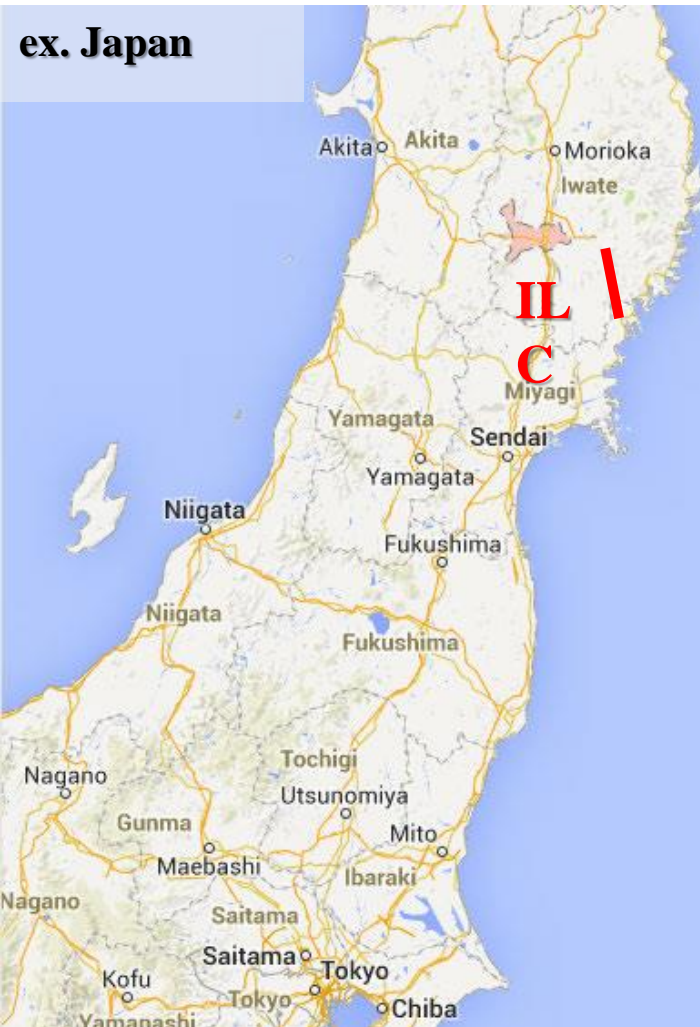 ex. Japan
Akita
Akita
Morioka
Iwate
IL
C
Miyagi
Yamagata
Sendai
Yamagata
Niigata
Fukushima
Niigata
Fukushima
Tochigi
Nagano
Utsunomiya
Gunma
Mito
Maebashi
Ibaraki
Nagano
Saitama
Saitama
Tokyo
Kofu
Tokyo
Chiba
Yamanashi